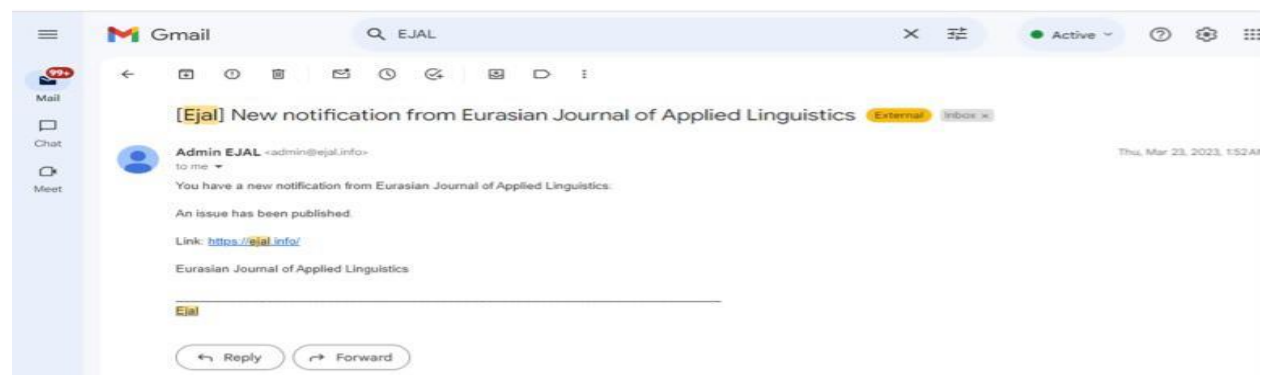 Gmail
EJAL
Active
99+
Mail
Chat
Meet
[Ejal] New notification from Eurasian Journal of Applied Linguistics External Inbox x
Admin EJAL <admin@ejal.info>
Thu, Mar 23, 2023, 1:52 AM
to me
You have a new notification from Eurasian Journal of Applied Linguistics:
An issue has been published.
Link: https://ejal.info/
Eurasian Journal of Applied Linguistics
Ejal
Reply Forward